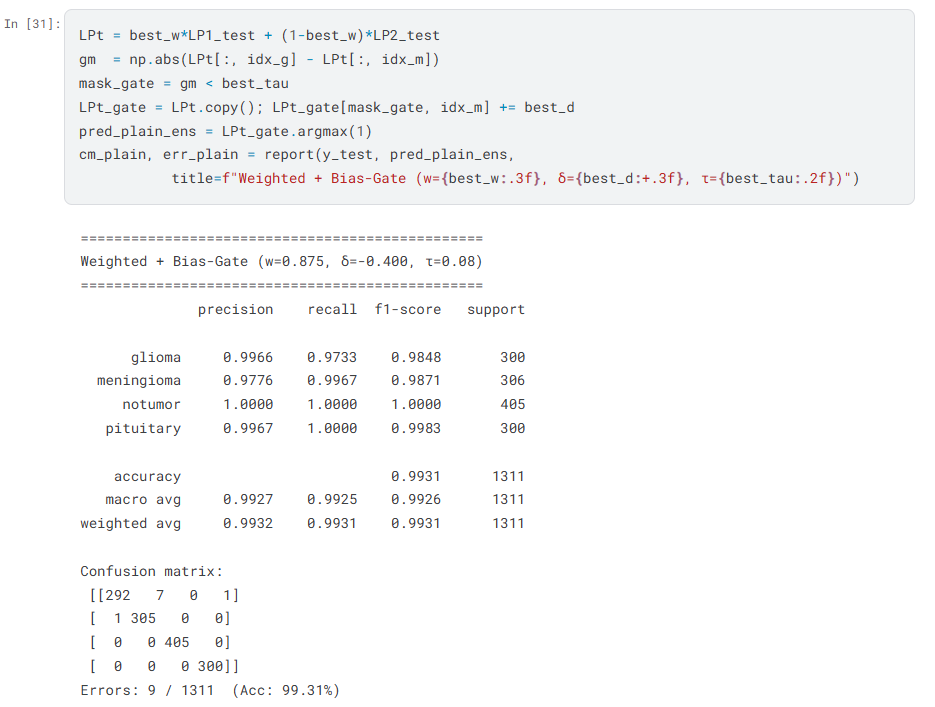 In [31]:
LPt = best_w*LP1_test + (1-best_w)*LP2_test
gm  = np.abs(LPt[:, idx_g] - LPt[:, idx_m])
mask_gate = gm < best_tau
LPt_gate = LPt.copy(); LPt_gate[mask_gate, idx_m] += best_d
pred_plain_ens = LPt_gate.argmax(1)
cm_plain, err_plain = report(y_test, pred_plain_ens,
           title=f"Weighted + Bias-Gate (w={best_w:.3f}, δ={best_d:+.3f}, τ={best_tau:.2f})")
================================================
Weighted + Bias-Gate (w=0.875, δ=-0.400, τ=0.08)
================================================
              precision    recall  f1-score   support
      glioma     0.9966    0.9733    0.9848       300
  meningioma     0.9776    0.9967    0.9871       306
     notumor     1.0000    1.0000    1.0000       405
   pituitary     0.9967    1.0000    0.9983       300
    accuracy                         0.9931      1311
   macro avg     0.9927    0.9925    0.9926      1311
weighted avg     0.9932    0.9931    0.9931      1311
Confusion matrix:
 [[292   7   0   1]
 [  1 305   0   0]
 [  0   0 405   0]
 [  0   0   0 300]]
Errors: 9 / 1311  (Acc: 99.31%)